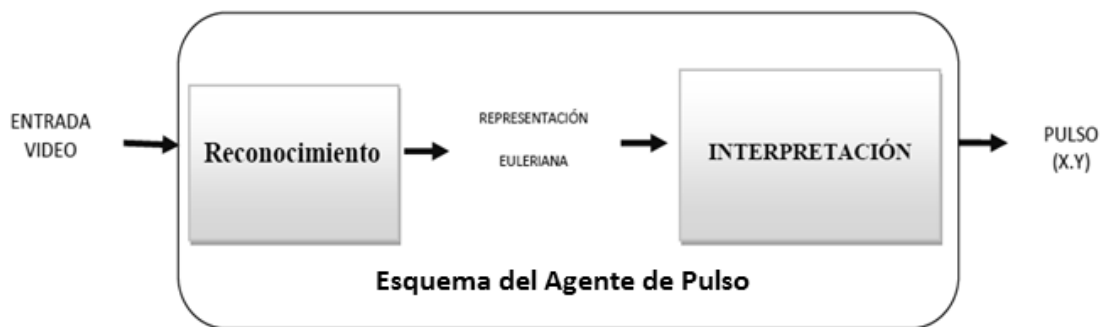 ENTRADA
VIDEO
Reconocimiento
REPRESENTACIÓN
EULERIANA
INTERPRETACIÓN
PULSO
(X.Y)
Esquema del Agente de Pulso